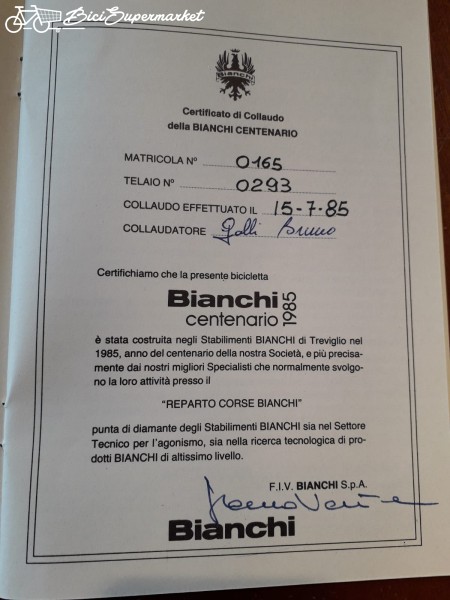 BiciSupermarket
Bianchi
Certificato di Collaudo
della BIANCHI CENTENARIO
MATRICOLA N° 0165
TELAIO N° 0293
COLLAUDO EFFETTUATO IL 15-7-85
COLLAUDATORE Galli Bruno
Certifichiamo che la presente bicicletta
Bianchi
centenario 1985
è stata costruita negli Stabilimenti BIANCHI di Treviglio nel
1985, anno del centenario della nostra Società, e più precisa-
mente dai nostri migliori Specialisti che normalmente svolgo-
no la loro attività presso il
“REPARTO CORSE BIANCHI”
punta di diamante degli Stabilimenti BIANCHI sia nel Settore
Tecnico per l'agonismo, sia nella ricerca tecnologica di pro-
dotti BIANCHI di altissimo livello.
F.I.V. BIANCHI S.p.A.
Bianchi